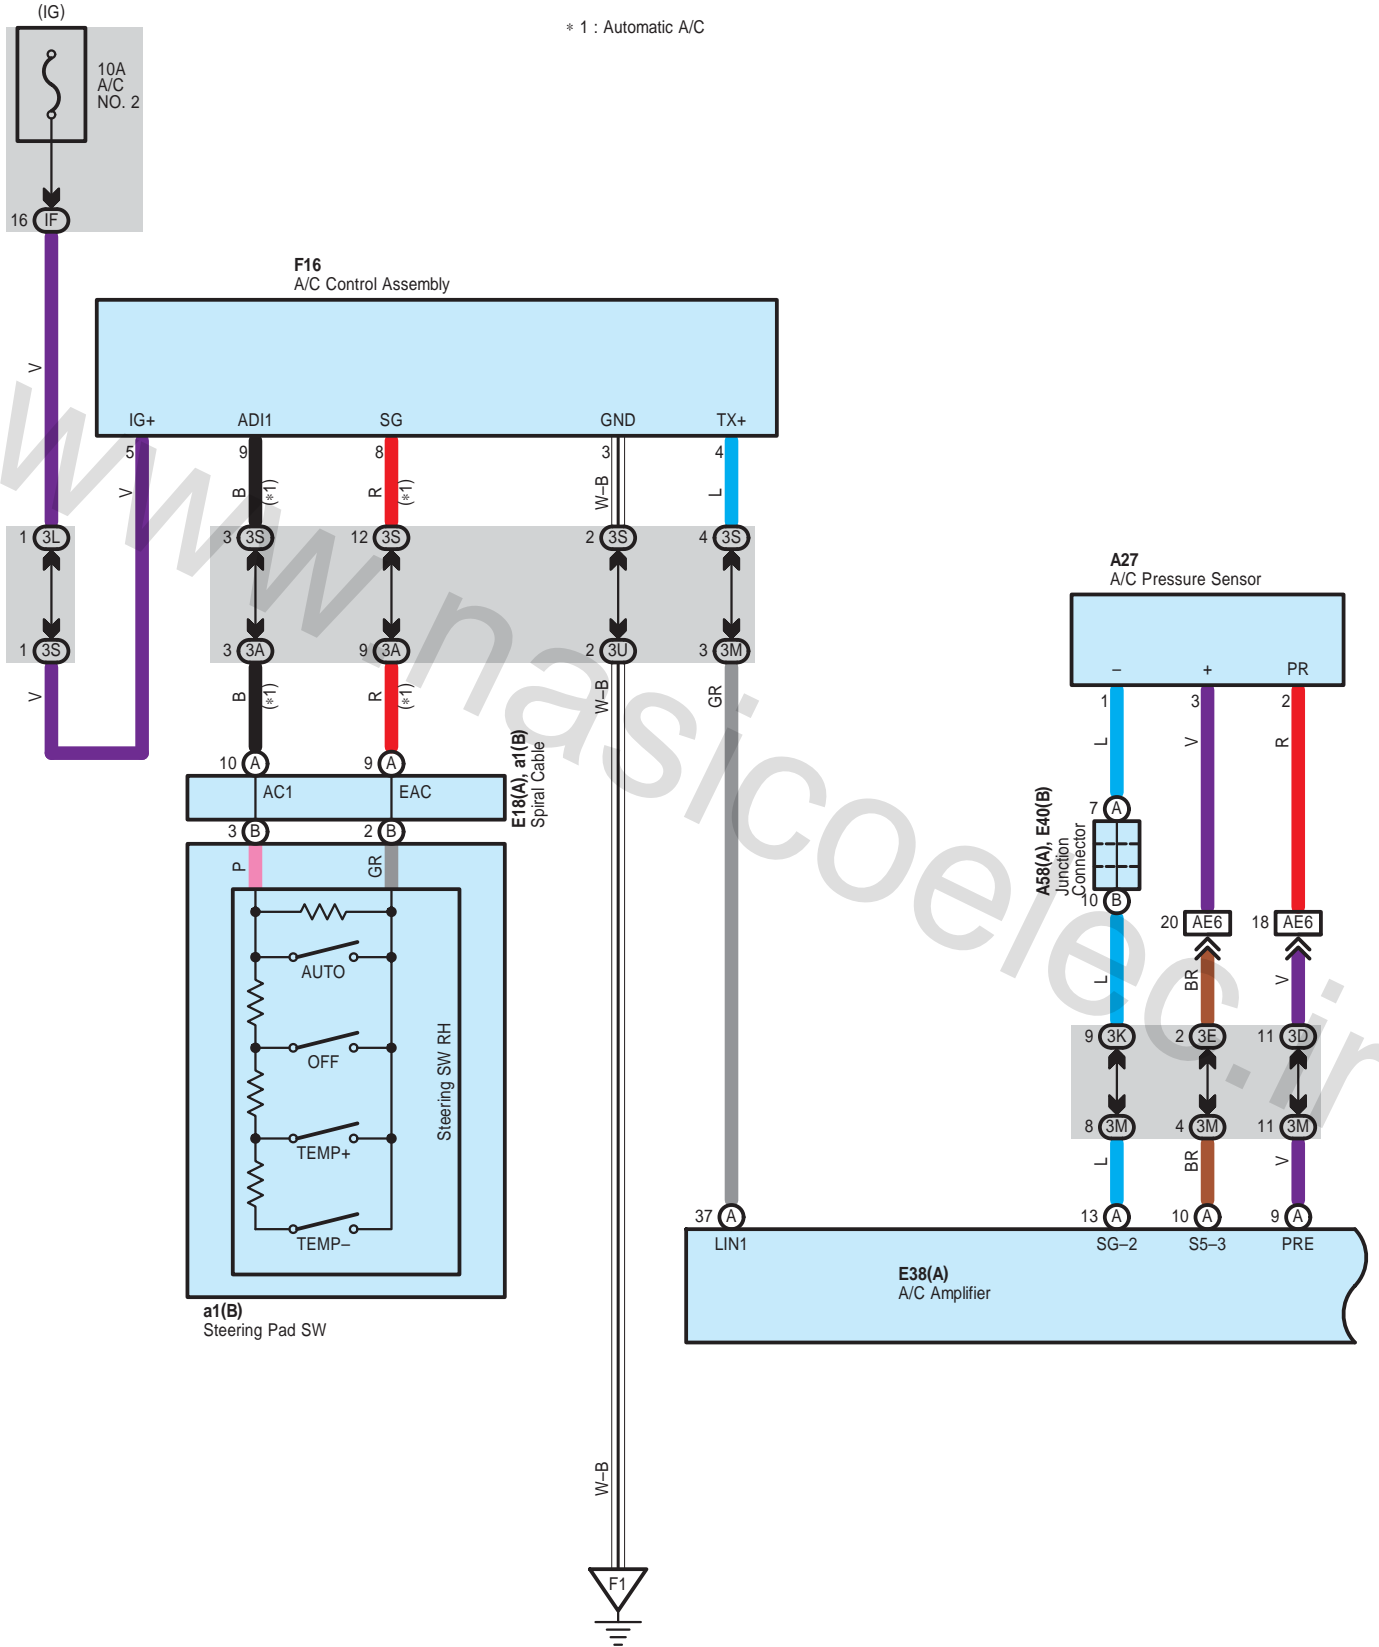 (IG)
* 1 : Automatic A/C
10A
A/C
NO. 2
16 IF
V
F16
A/C Control Assembly
IG+ ADI1 SG GND TX+
5 9 8 3 4
V B (*1) R (*1) W–B L
1 3L 3 3S 12 3S 2 3S 4 3S
1 3S 3 3A 9 3A 2 3U 3 3M
V B (*1) R (*1) W–B GR
10 A 9 A
AC1 EAC
E18(A), a1(B)
Spiral Cable
3 B 2 B
P GR
AUTO
OFF
TEMP+
TEMP–
Steering SW RH
a1(B)
Steering Pad SW
W–B
F1
A27
A/C Pressure Sensor
– + PR
1 3 2
L V R
7 A
A58(A), E40(B)
Junction
Connector
10 B
20 AE6 18 AE6
L BR V
9 3K 2 3E 11 3D
8 3M 4 3M 11 3M
L BR V
37 A 13 A 10 A 9 A
LIN1 SG–2 S5–3 PRE
E38(A)
A/C Amplifier
www.nasicoelec.ir